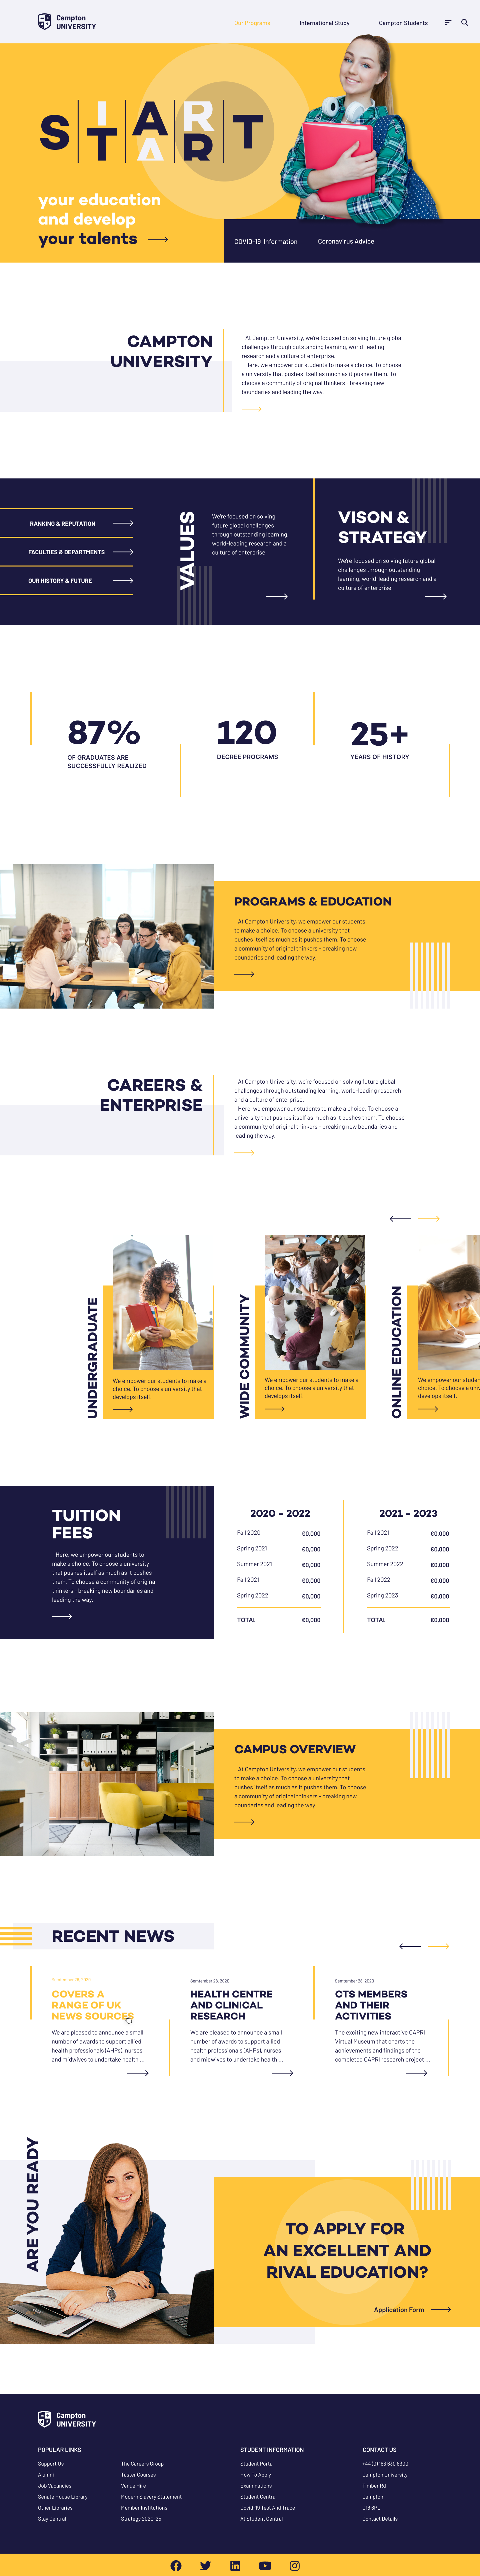 Campton
UNIVERSITY
Our Programs
International Study
Campton Students
START
your education
and develop
your talents
COVID-19 Information
Coronavirus Advice
CAMPTON
UNIVERSITY
At Campton University, we're focused on solving future global
challenges through outstanding learning, world-leading
research and a culture of enterprise.
Here, we empower our students to make a choice. To choose
a university that pushes itself as much as it pushes them. To
choose a community of original thinkers - breaking new
boundaries and leading the way.
RANKING & REPUTATION
FACULTIES & DEPARTMENTS
OUR HISTORY & FUTURE
VALUES
We're focused on solving
future global challenges
through outstanding learning,
world-leading research and a
culture of enterprise.
VISON &
STRATEGY
We're focused on solving future global
challenges through outstanding
learning, world-leading research and a
culture of enterprise.
87%
OF GRADUATES ARE
SUCCESSFULLY REALIZED
120
DEGREE PROGRAMS
25+
YEARS OF HISTORY
PROGRAMS & EDUCATION
At Campton University, we empower our students
to make a choice. To choose a university that
pushes itself as much as it pushes them. To choose
a community of original thinkers - breaking new
boundaries and leading the way.
CAREERS &
ENTERPRISE
At Campton University, we're focused on solving future global
challenges through outstanding learning, world-leading research
and a culture of enterprise.
Here, we empower our students to make a choice. To choose a
university that pushes itself as much as it pushes them. To choose
a community of original thinkers - breaking new boundaries and
leading the way.
UNDERGRADUATE
We empower our students to make a
choice. To choose a university that
develops itself.
WIDE COMMUNITY
We empower our students to make a
choice. To choose a university that
develops itself.
ONLINE EDUCATION
We empower our studen
choice. To choose a univ
develops itself.
TUITION
FEES
Here, we empower our students to
make a choice. To choose a university
that pushes itself as much as it pushes
them. To choose a community of original
thinkers - breaking new boundaries and
leading the way.
2020 - 2022
Fall 2020 €0,000
Spring 2021 €0,000
Summer 2021 €0,000
Fall 2021 €0,000
Spring 2022 €0,000
TOTAL €0,000
2021 - 2023
Fall 2021 €0,000
Spring 2022 €0,000
Summer 2022 €0,000
Fall 2022 €0,000
Spring 2023 €0,000
TOTAL €0,000
CAMPUS OVERVIEW
At Campton University, we empower our students
to make a choice. To choose a university that
pushes itself as much as it pushes them. To choose
a community of original thinkers - breaking new
boundaries and leading the way.
RECENT NEWS
28, 2020
COVERS A
RANGE OF UK
NEWS SOURCES
We are pleased to announce a small
number of awards to support allied
health professionals (AHPs), nurses
and midwives to undertake health ...
28, 2020
HEALTH CENTRE
AND CLINICAL
RESEARCH
We are pleased to announce a small
number of awards to support allied
health professionals (AHPs), nurses
and midwives to undertake health ...
28, 2020
CTS MEMBERS
AND THEIR
ACTIVITIES
The exciting new interactive CAPRI
Virtual Museum that charts the
achievements and findings of the
completed CAPRI research project ...
ARE YOU READY
TO APPLY FOR
AN EXCELLENT AND
RIVAL EDUCATION?
Application Form
Campton
UNIVERSITY
POPULAR LINKS
Support Us
Alumni
Job Vacancies
Senate House Library
Other Libraries
Stay Central
The Careers Group
Taster Courses
Venue Hire
Modern Slavery Statement
Member Institutions
Strategy 2020-25
STUDENT INFORMATION
Student Portal
How To Apply
Examinations
Student Central
Covid-19 Test And Trace
At Student Central
CONTACT US
+44 (0) 163 630 6300
Campton University
Timber Rd
Campton
C18 6PL
Contact Details